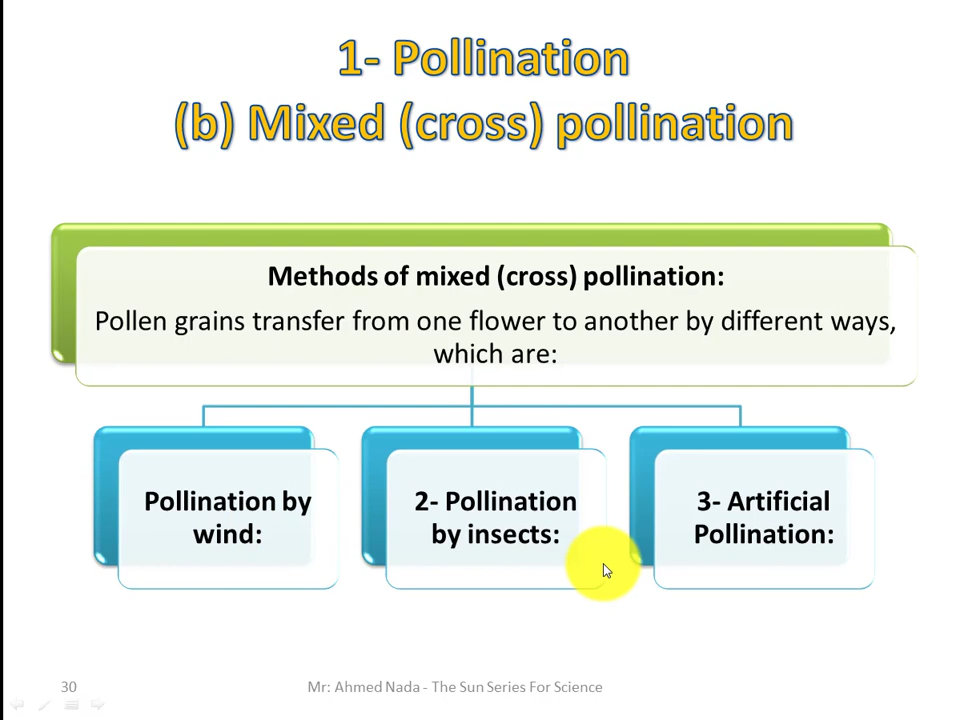 1- Pollination
(b) Mixed (cross) pollination
Methods of mixed (cross) pollination:
Pollen grains transfer from one flower to another by different ways,
which are:
Pollination by
wind:
2- Pollination
by insects:
3- Artificial
Pollination:
30
Mr: Ahmed Nada - The Sun Series For Science